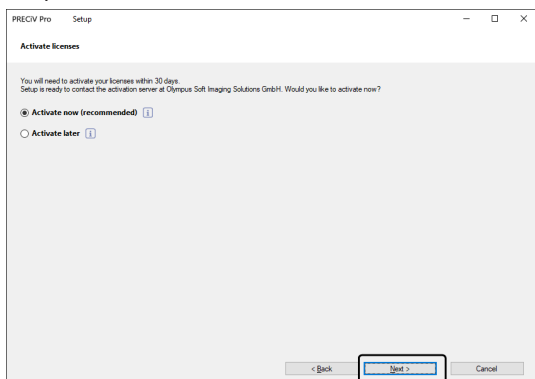 PRECiV Pro Setup
Activate licenses
You will need to activate your licenses within 30 days.
Setup is ready to contact the activation server at Olympus Soft Imaging Solutions GmbH. Would you like to activate now?
Activate now (recommended) i
Activate later i
< Back Next > Cancel